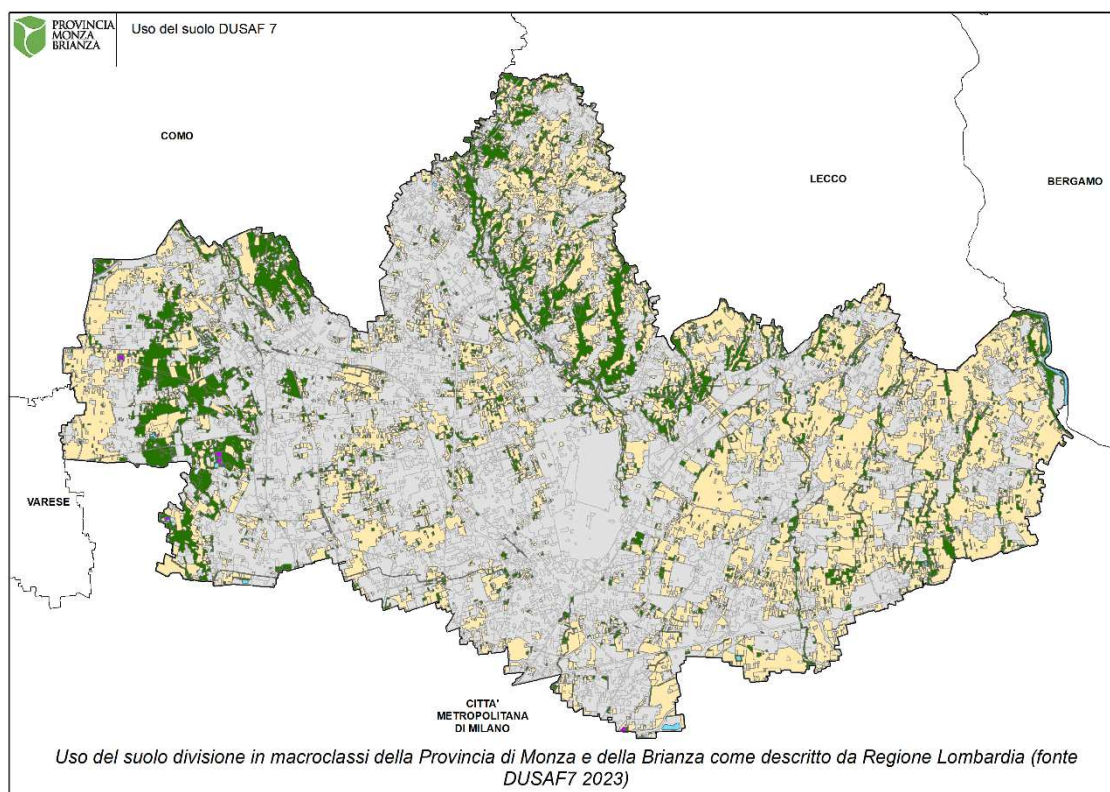 PROVINCIA
MONZA
BRIANZA
Uso del suolo DUSAF 7
COMO
LECCO
BERGAMO
VARESE
CITTA'
METROPOLITANA
DI MILANO
Uso del suolo divisione in macroclassi della Provincia di Monza e della Brianza come descritto da Regione Lombardia (fonte
DUSAF7 2023)